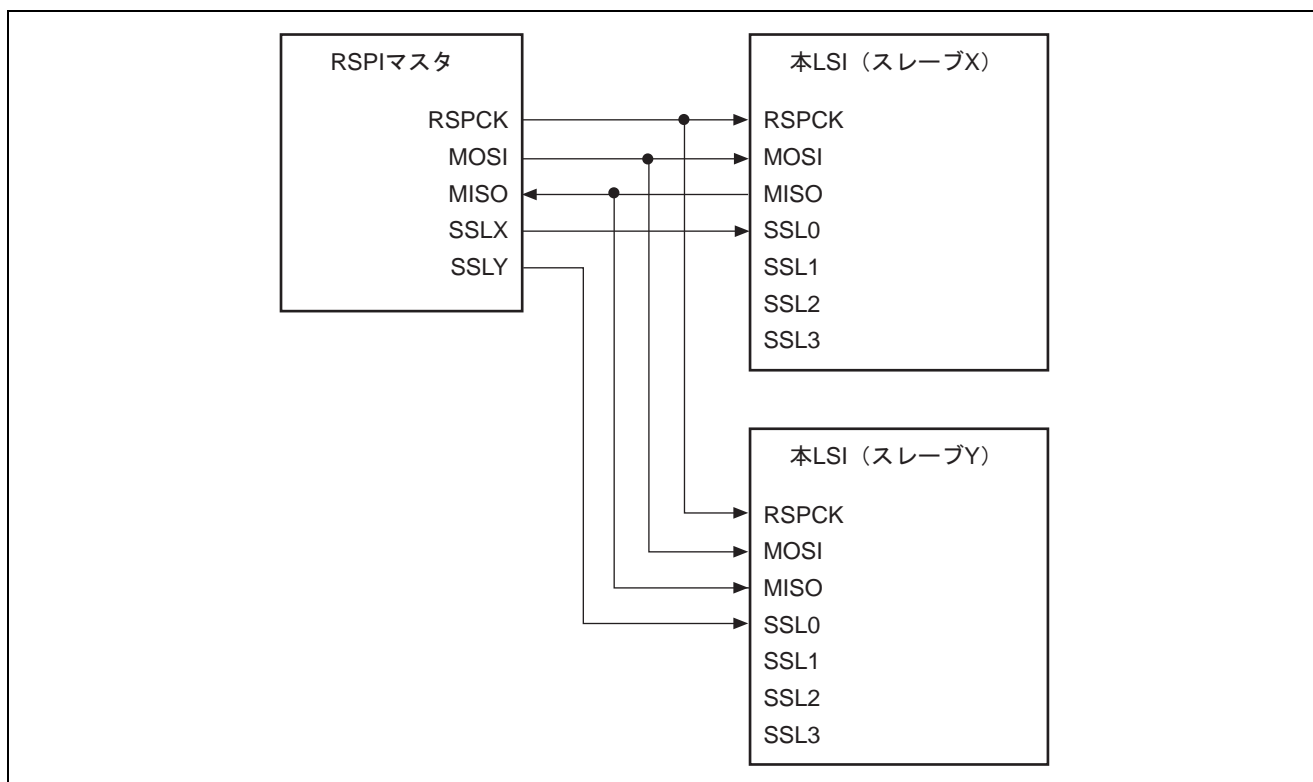 RSPIマスタ
RSPCK
MOSI
MISO
SSLX
SSLY
本LSI（スレーブX）
RSPCK
MOSI
MISO
SSL0
SSL1
SSL2
SSL3
本LSI（スレーブY）
RSPCK
MOSI
MISO
SSL0
SSL1
SSL2
SSL3